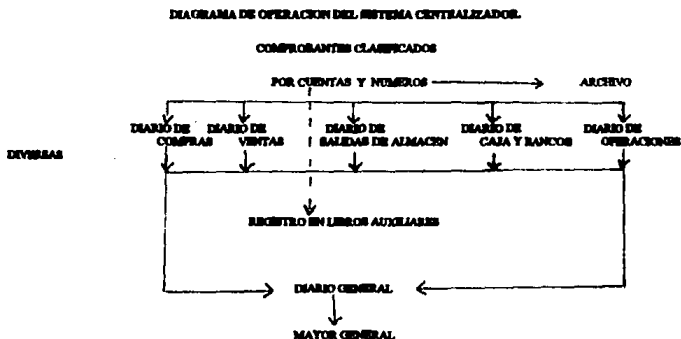 DIAGRAMA DE OPERACION DEL SISTEMA CENTRALIZADOR.
COMPROBANTES CLASIFICADOS
POR CUENTAS Y NUMEROS
ARCHIVO
DIARIO DE COMPRAS
DIARIO DE VENTAS
DIARIO DE SALIDAS DE ALMACEN
DIARIO DE CAJA Y BANCOS
DIARIO DE OPERACIONES
DIVERSAS
REGISTRO EN LIBROS AUXILIARES
DIARIO GENERAL
MAYOR GENERAL